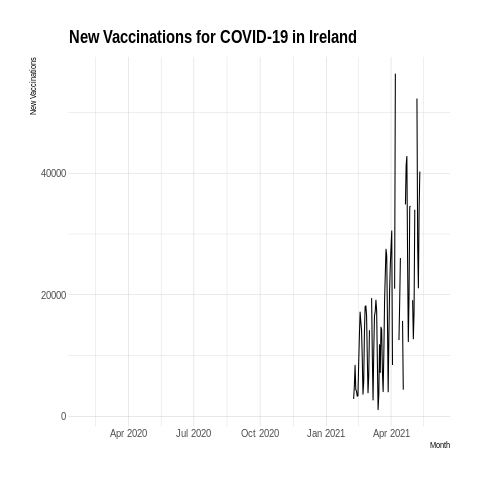 New Vaccinations for COVID-19 in Ireland
New Vaccinations
40000
20000
0
Apr 2020
Jul 2020
Oct 2020
Jan 2021
Apr 2021
Month